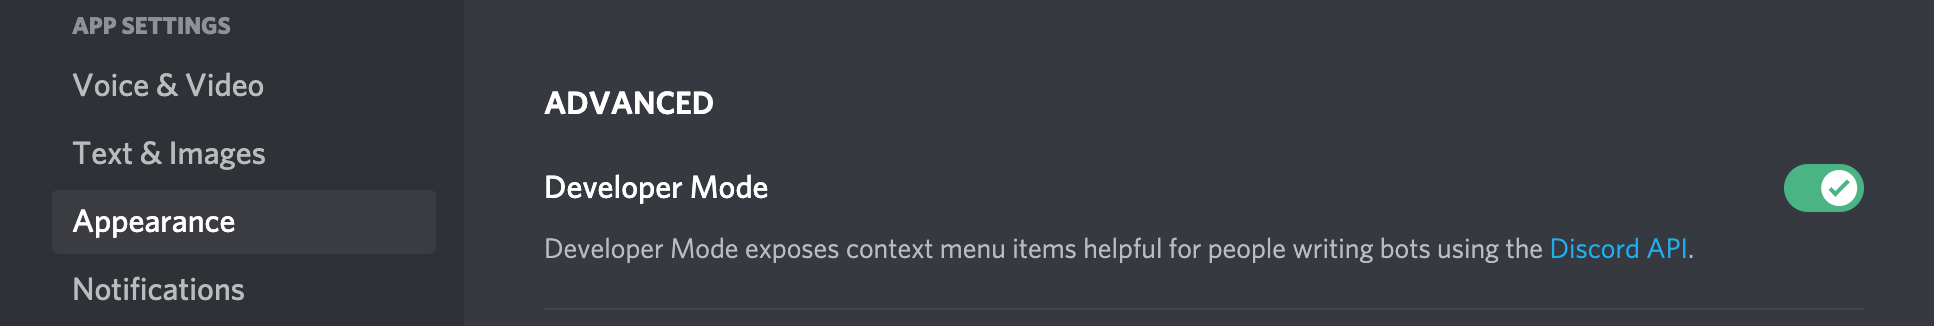 APP SETTINGS
Voice & Video
Text & Images
Appearance
Notifications
ADVANCED
Developer Mode
Developer Mode exposes context menu items helpful for people writing bots using the Discord API.